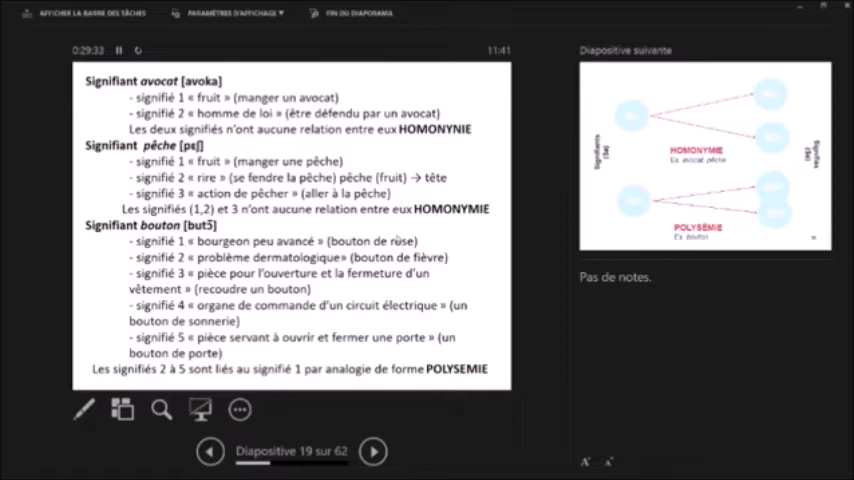 AFFICHER LA BARRE DES TÂCHES
PARAMÈTRES D'AFFICHAGE ▼
FIN DU DIAPORAMA
0:29:33
11:41
Signifiant avocat [avoka]
- signifié 1 « fruit » (manger un avocat)
- signifié 2 « homme de loi » (être défendu par un avocat)
Les deux signifiés n'ont aucune relation entre eux HOMONYNIE
Signifiant pêche [pɛʃ]
- signifié 1 « fruit » (manger une pêche)
- signifié 2 « rire » (se fendre la pêche) pêche (fruit) → tête
- signifié 3 « action de pêcher » (aller à la pêche)
Les signifiés (1,2) et 3 n'ont aucune relation entre eux HOMONYMIE
Signifiant bouton [butɔ̃]
- signifié 1 « bourgeon peu avancé » (bouton de rose)
- signifié 2 « problème dermatologique» (bouton de fièvre)
- signifié 3 « pièce pour l'ouverture et la fermeture d'un
vêtement » (recoudre un bouton)
- signifié 4 « organe de commande d'un circuit électrique » (un
bouton de sonnerie)
- signifié 5 « pièce servant à ouvrir et fermer une porte » (un
bouton de porte)
Les signifiés 2 à 5 sont liés au signifié 1 par analogie de forme POLYSEMIE
Diapositive 19 sur 62
Diapositive suivante
Signifiants
(Sa)
HOMONYMIE
Ex. avocat, pêche
Signifiés
(Sé)
POLYSÉMIE
Ex. bouton
Pas de notes.
A A